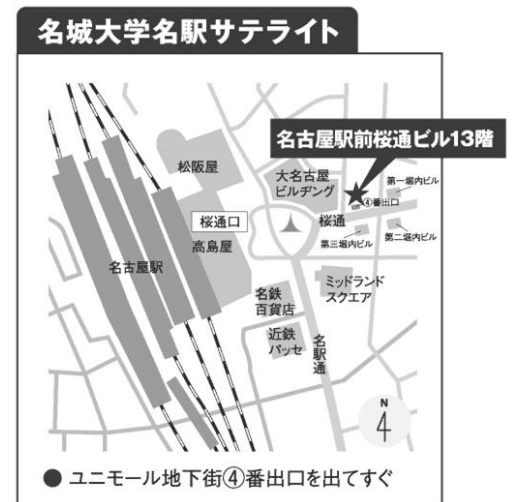 名城大学名駅サテライト
名古屋駅前桜通ビル13階
松阪屋
大名古屋
ビルヂング
第一堀内ビル
④番出口
桜通口
桜通
高島屋
第三堀内ビル
第二堀内ビル
名古屋駅
ミッドランド
スクエア
名鉄
百貨店
近鉄
パッセ
名駅通
N
4
● ユニモール地下街④番出口を出てすぐ